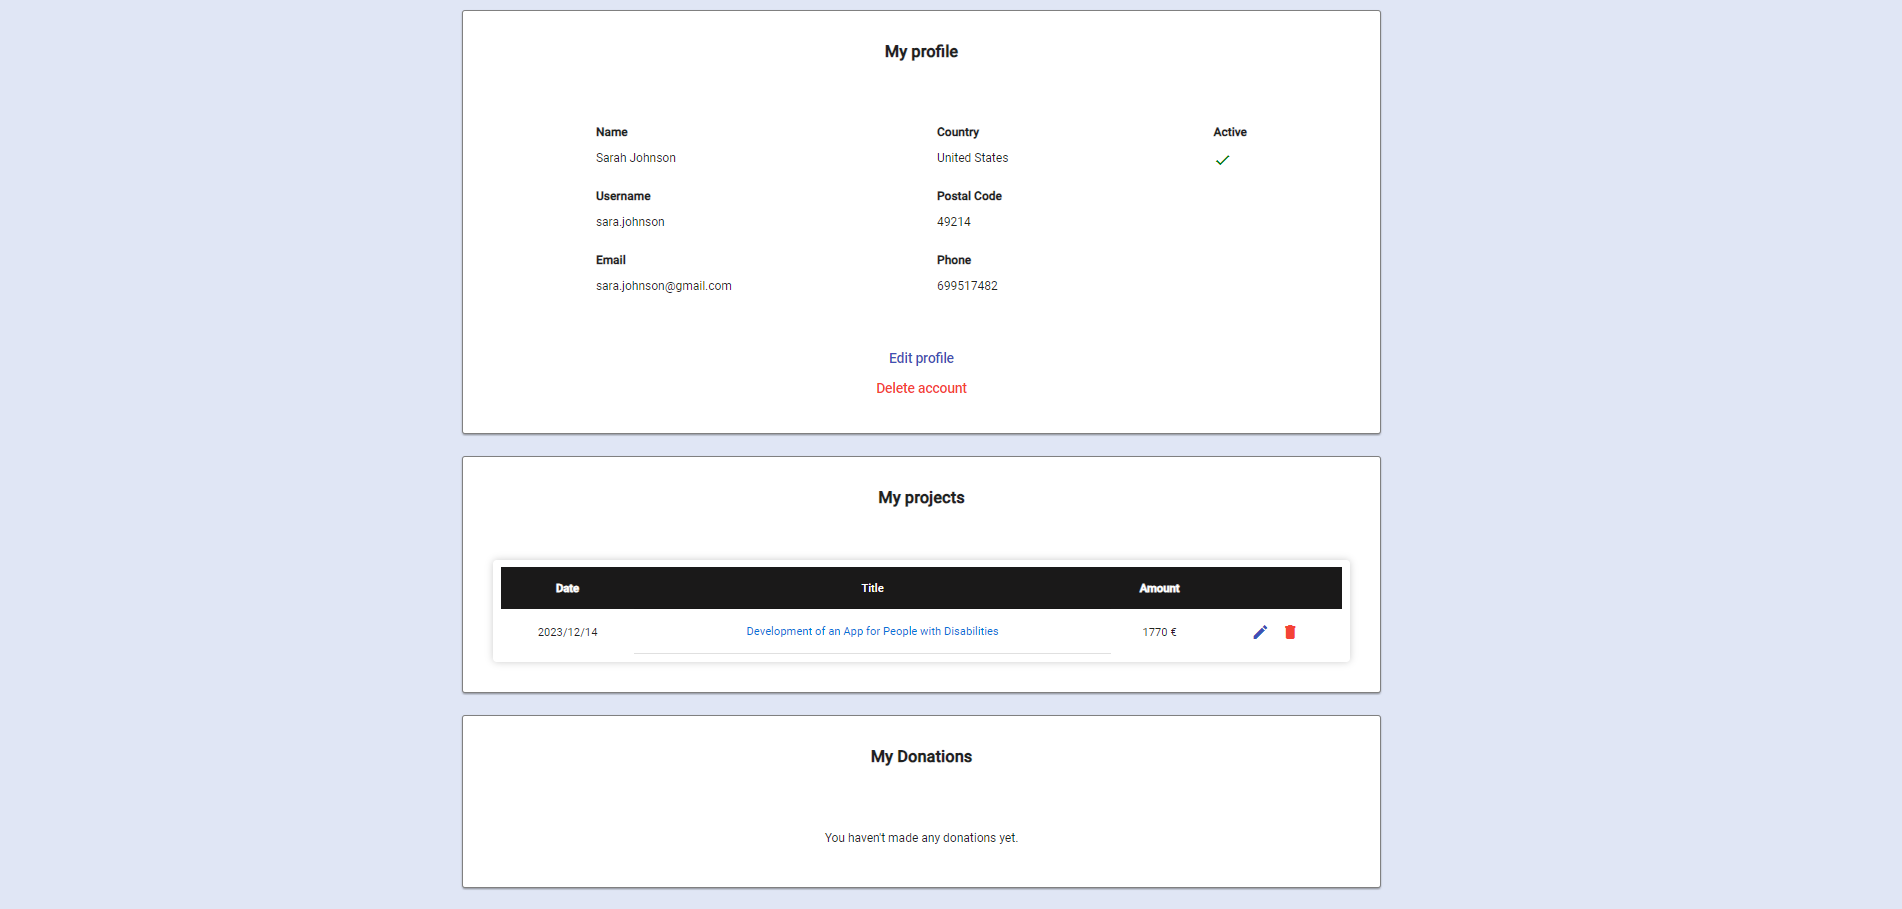 My profile
Name Country Active
Sarah Johnson United States
Username Postal Code
sara.johnson 49214
Email Phone
sara.johnson@gmail.com 699517482
Edit profile
Delete account
My projects
Date Title Amount
2023/12/14 Development of an App for People with Disabilities 1770 €
My Donations
You haven't made any donations yet.